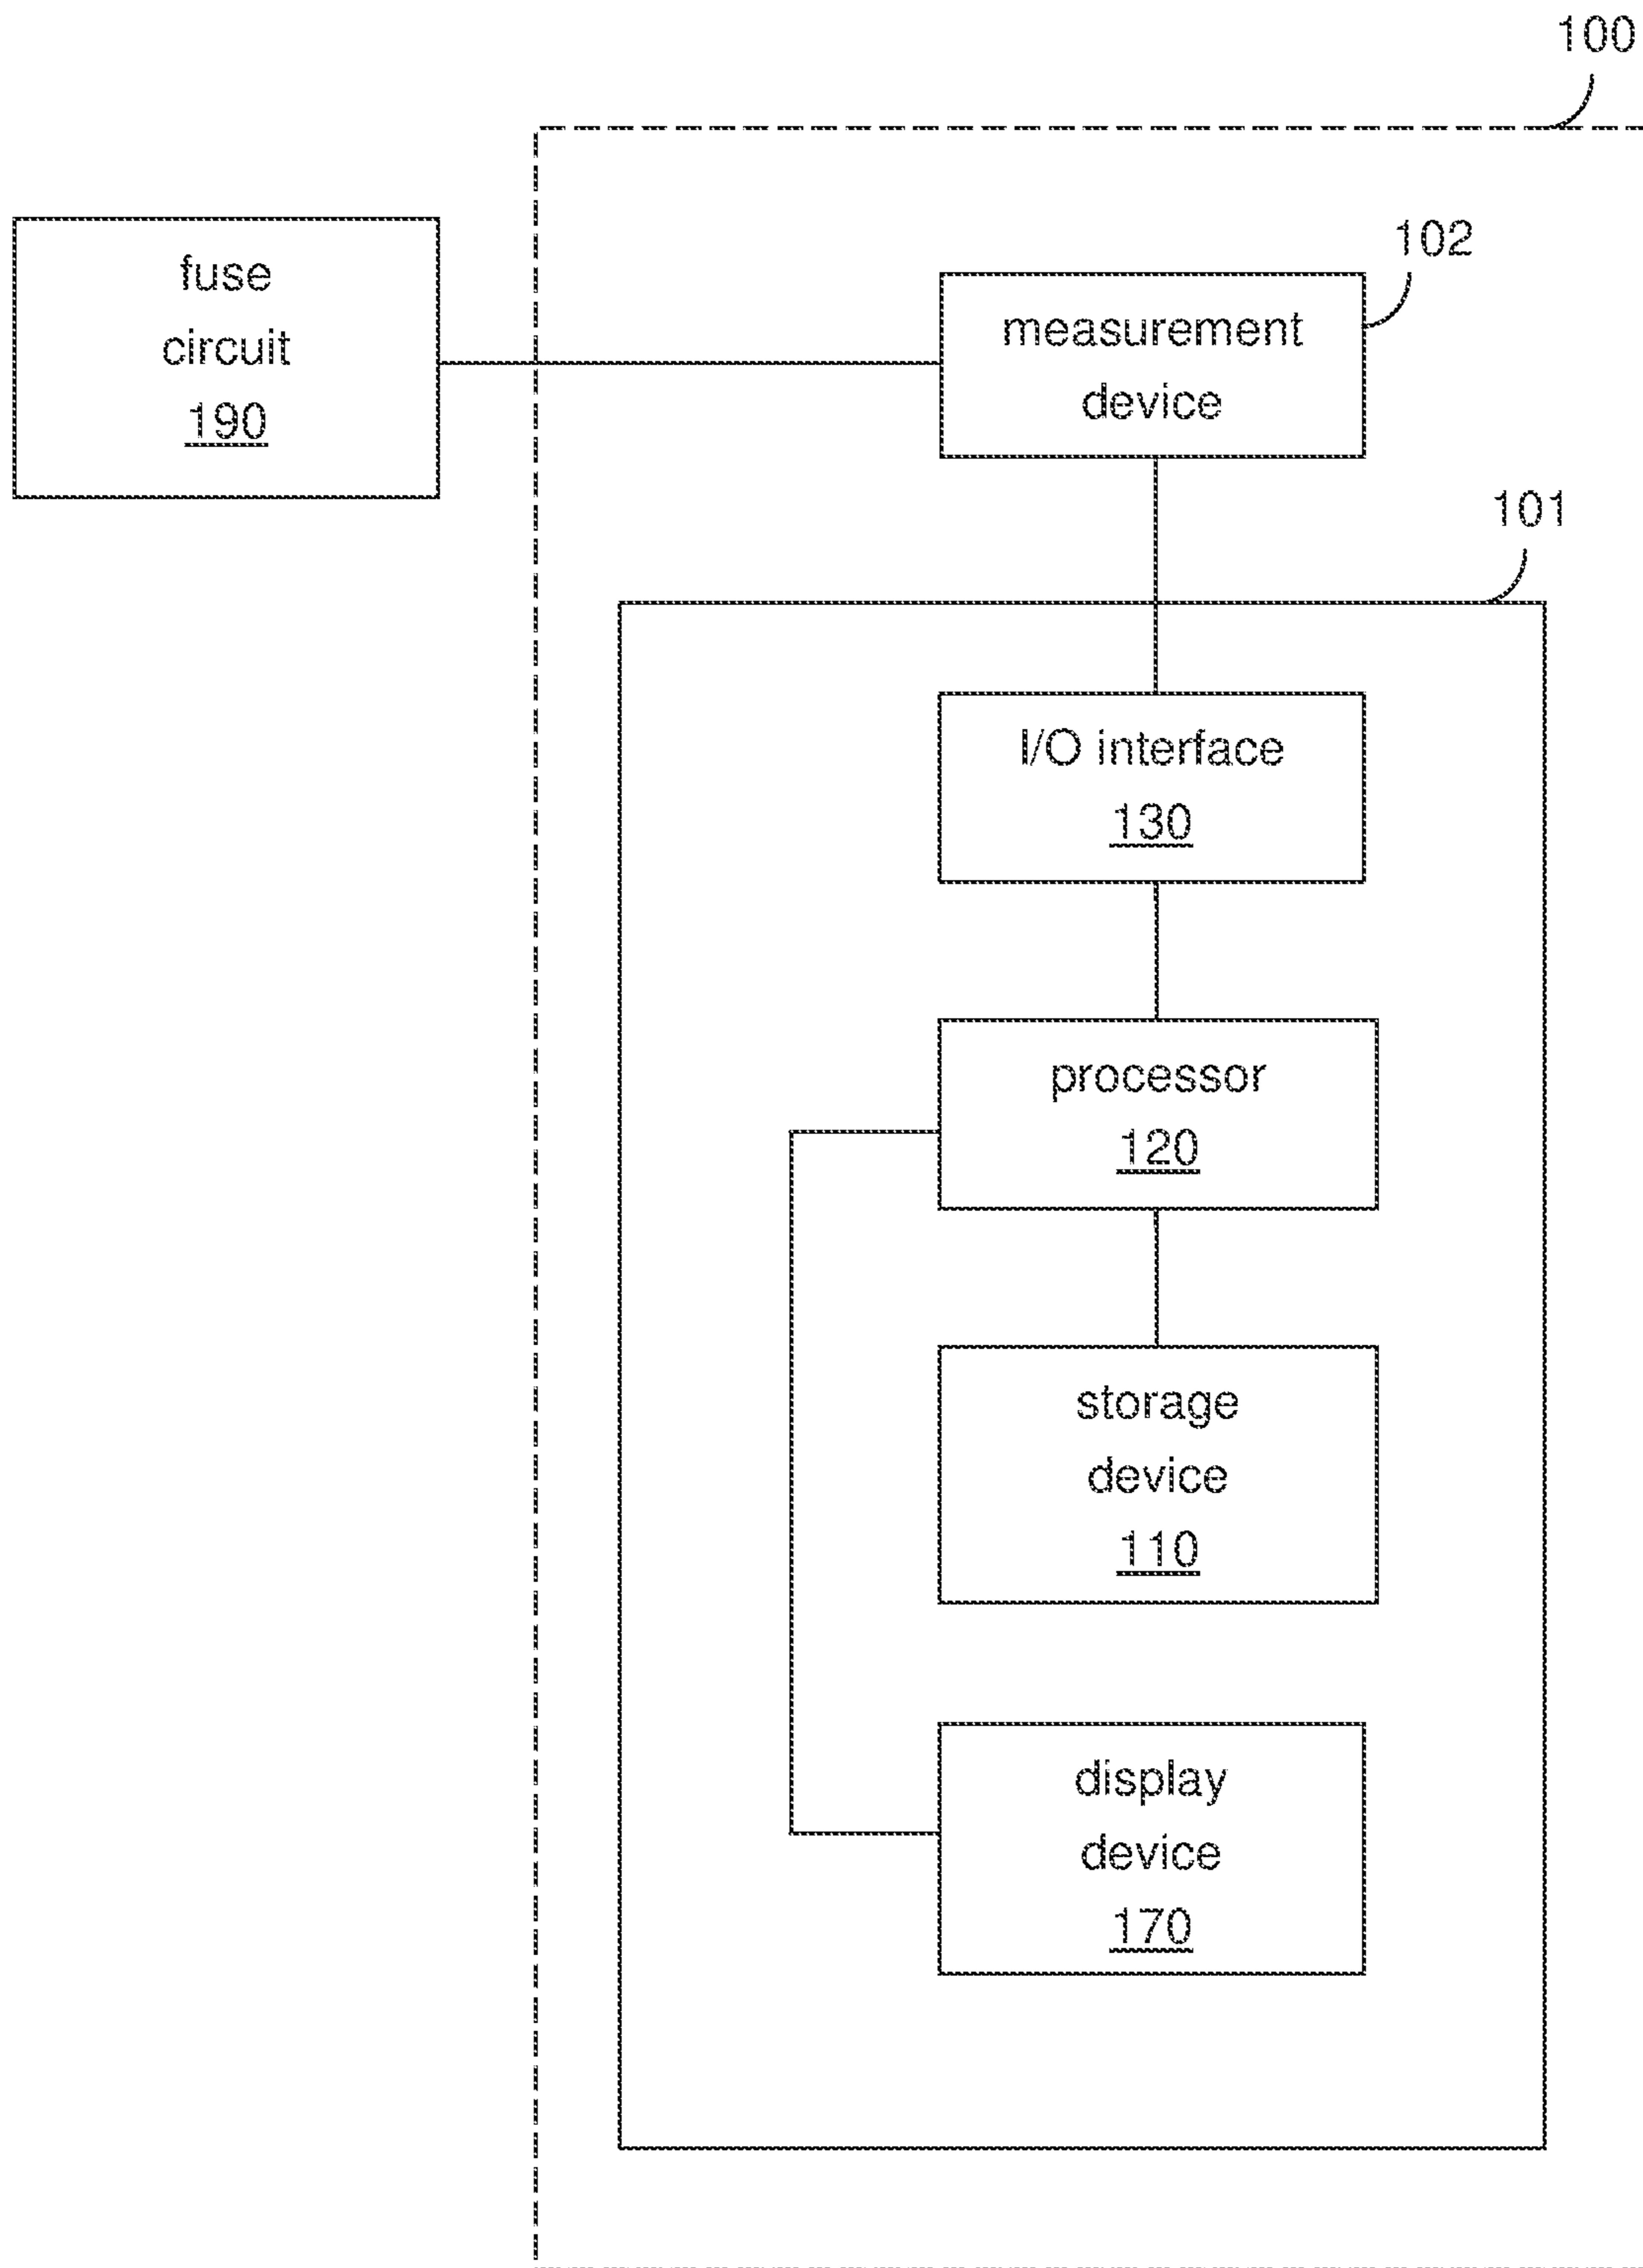 100
fuse
circuit
190
102
measurement
device
101
I/O interface
130
processor
120
storage
device
110
display
device
170